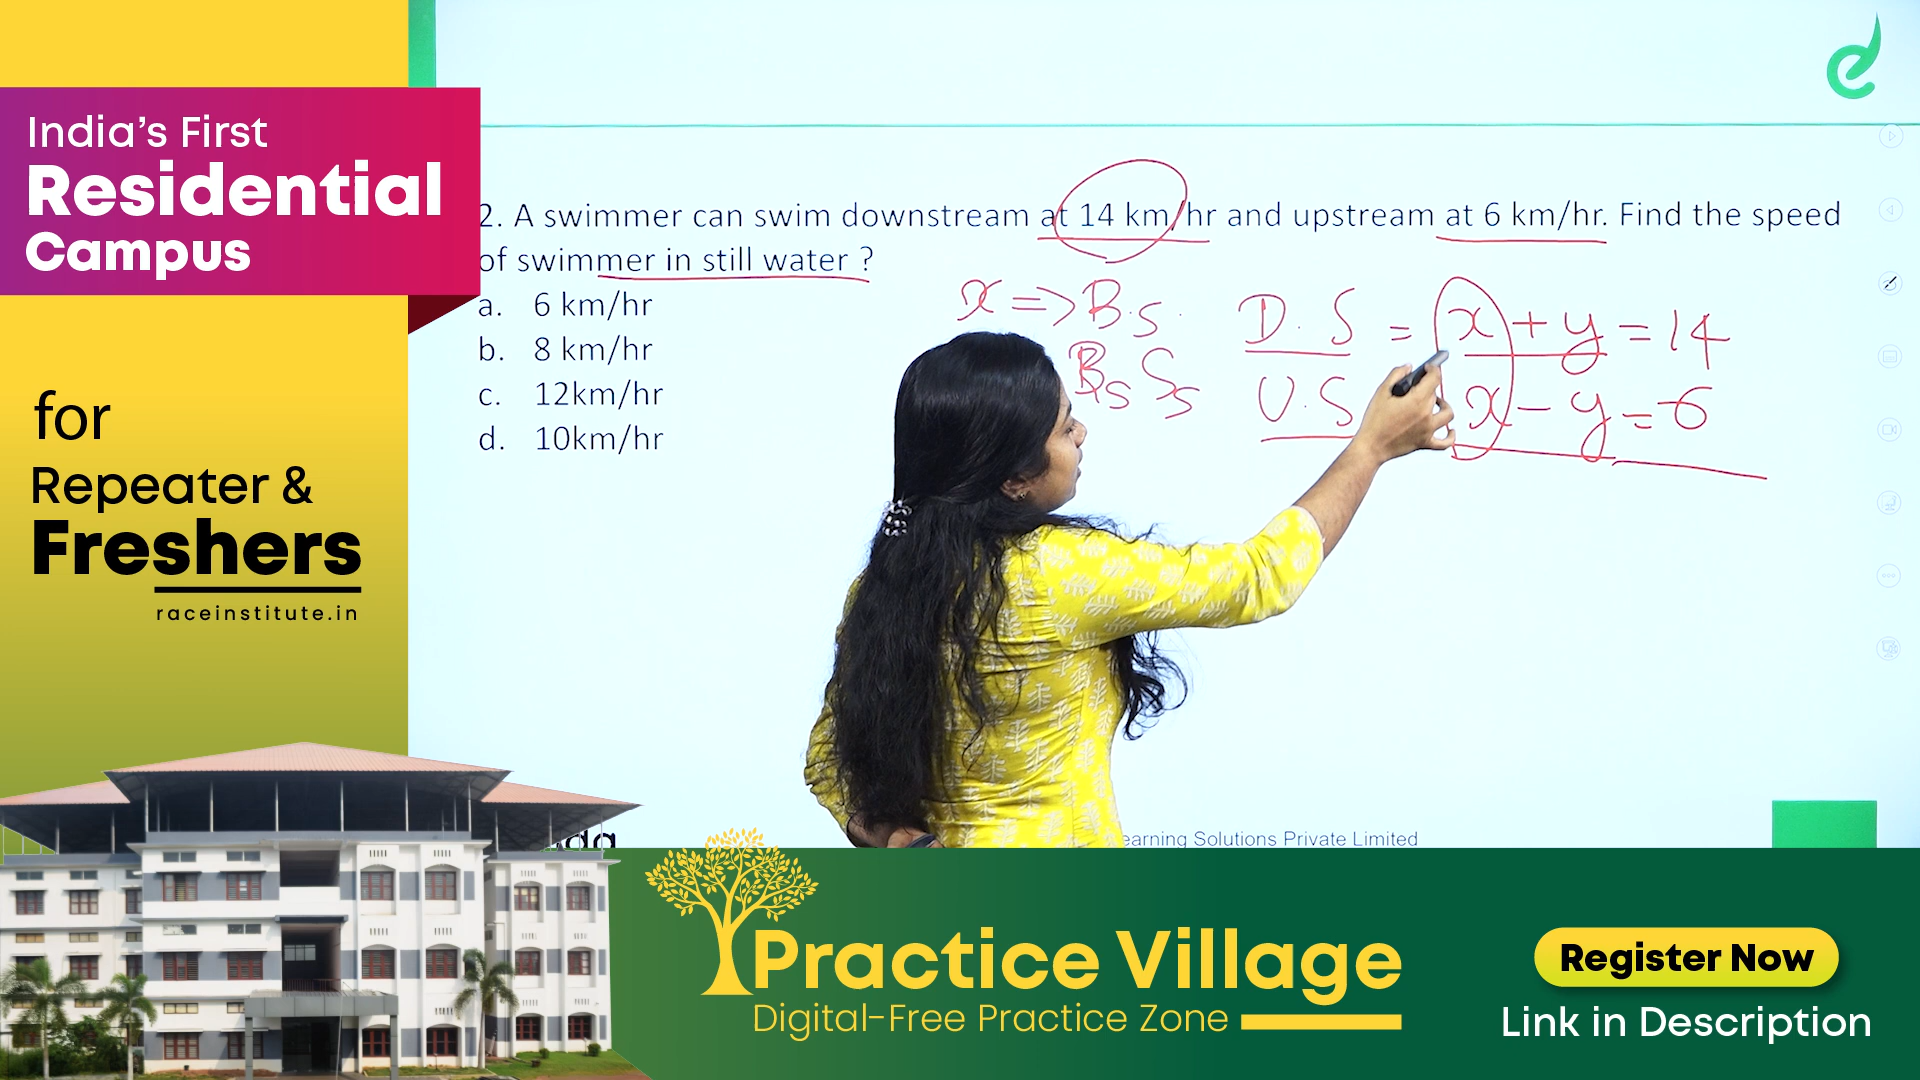 India's First
Residential
Campus
for
Repeater &
Freshers
raceinstitute.in
2. A swimmer can swim downstream at 14 km/hr and upstream at 6 km/hr. Find the speed
of swimmer in still water ?
a. 6 km/hr
b. 8 km/hr
c. 12km/hr
d. 10km/hr
x => B.S.
Bs Ss
D.S = x + y = 14
U.S x - y = 6
earning Solutions Private Limited
Practice Village
Digital-Free Practice Zone
Register Now
Link in Description